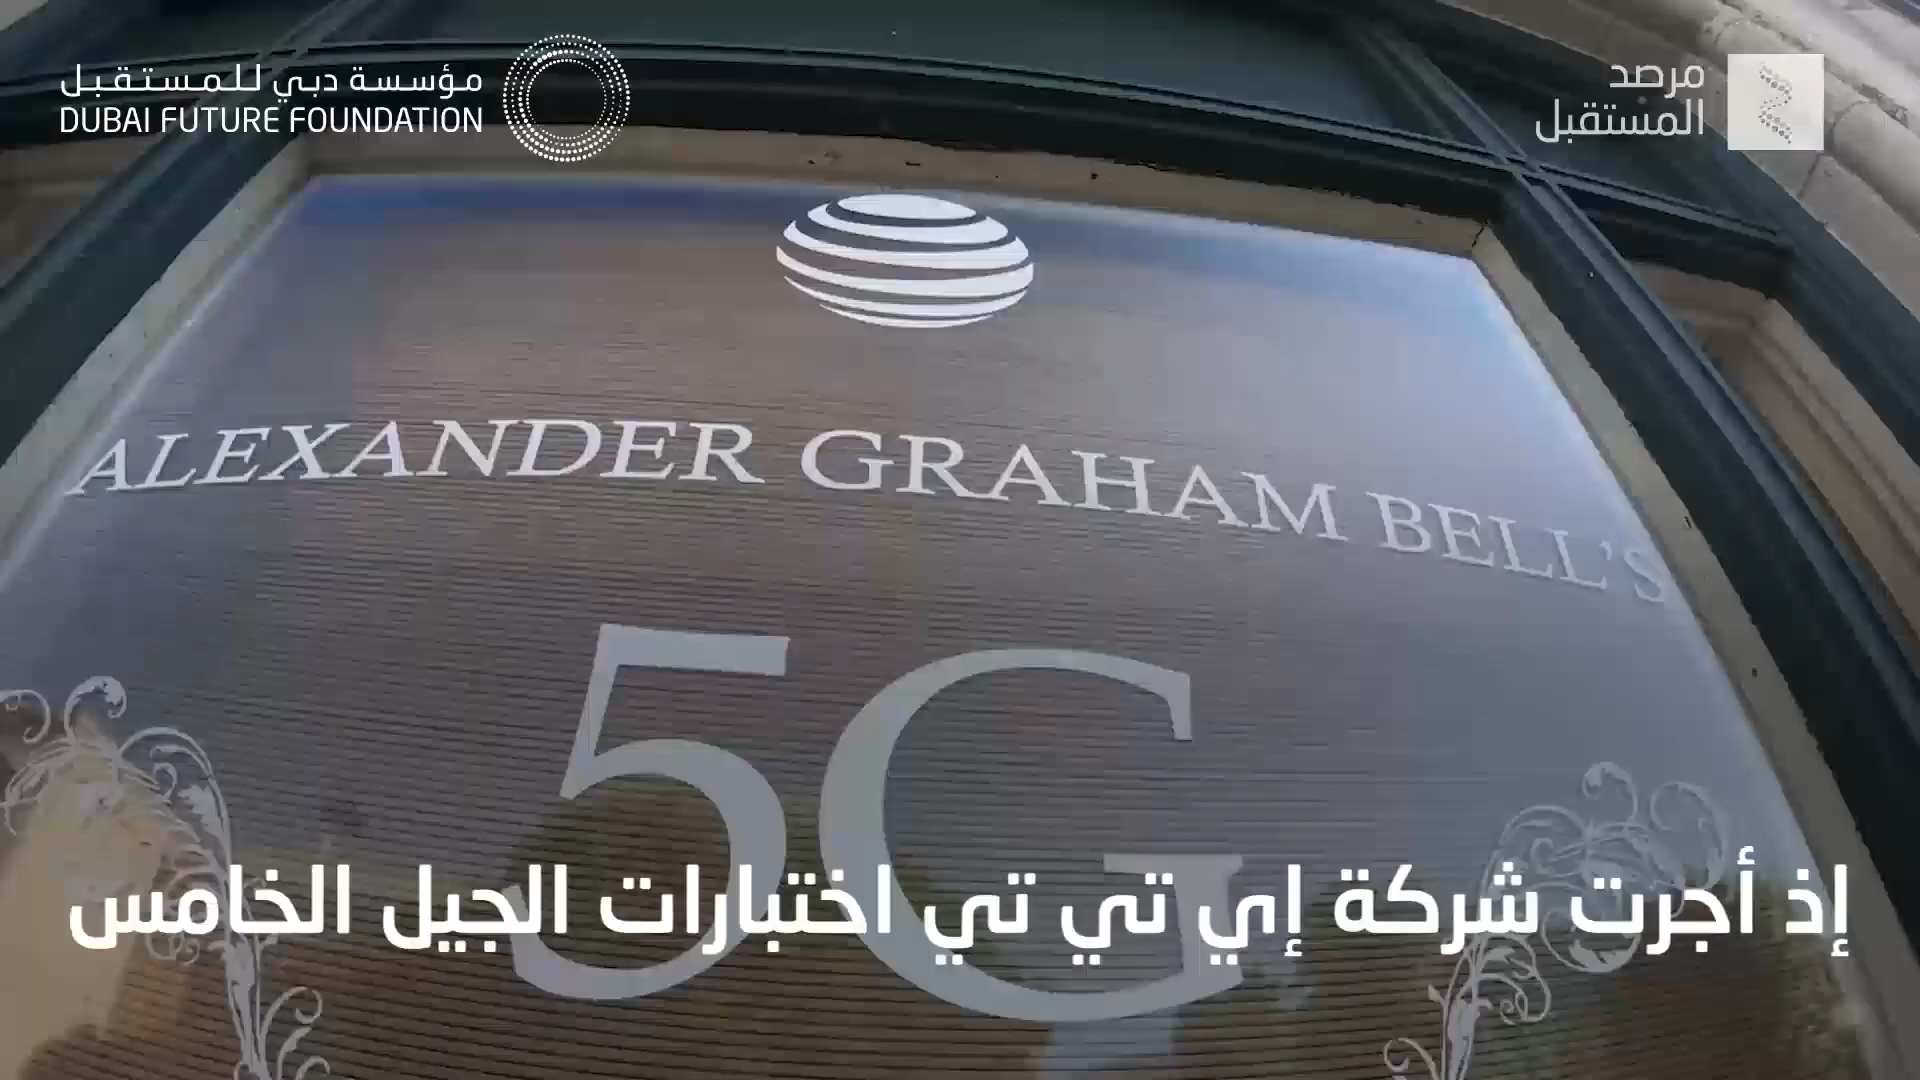 مؤسسة دبي للمستقبل
DUBAI FUTURE FOUNDATION
مرصد
المستقبل
ALEXANDER GRAHAM BELL'S
5G
إذ أجرت شركة إي تي تي اختبارات الجيل الخامس